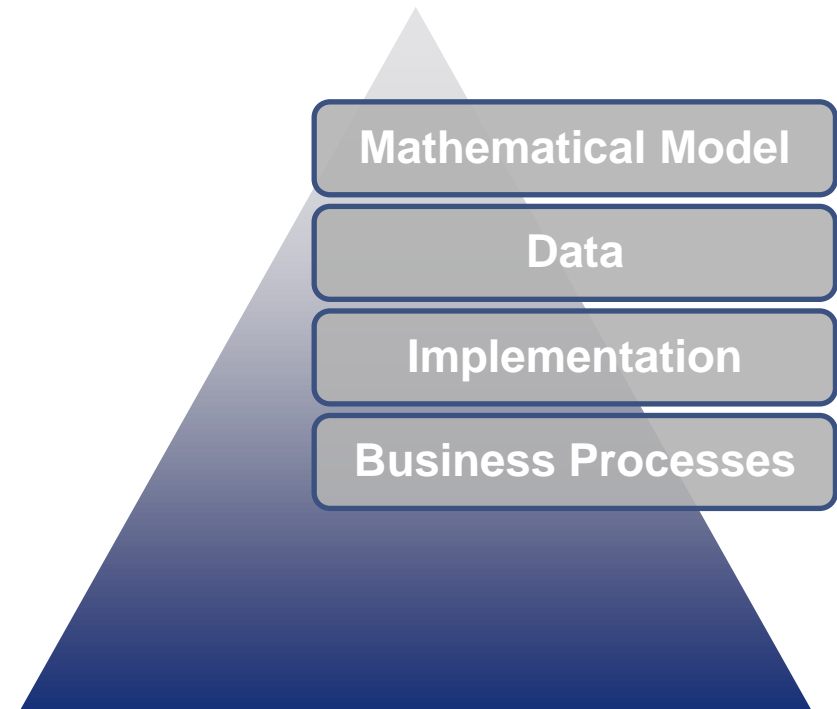 Mathematical Model
Data
Implementation
Business Processes